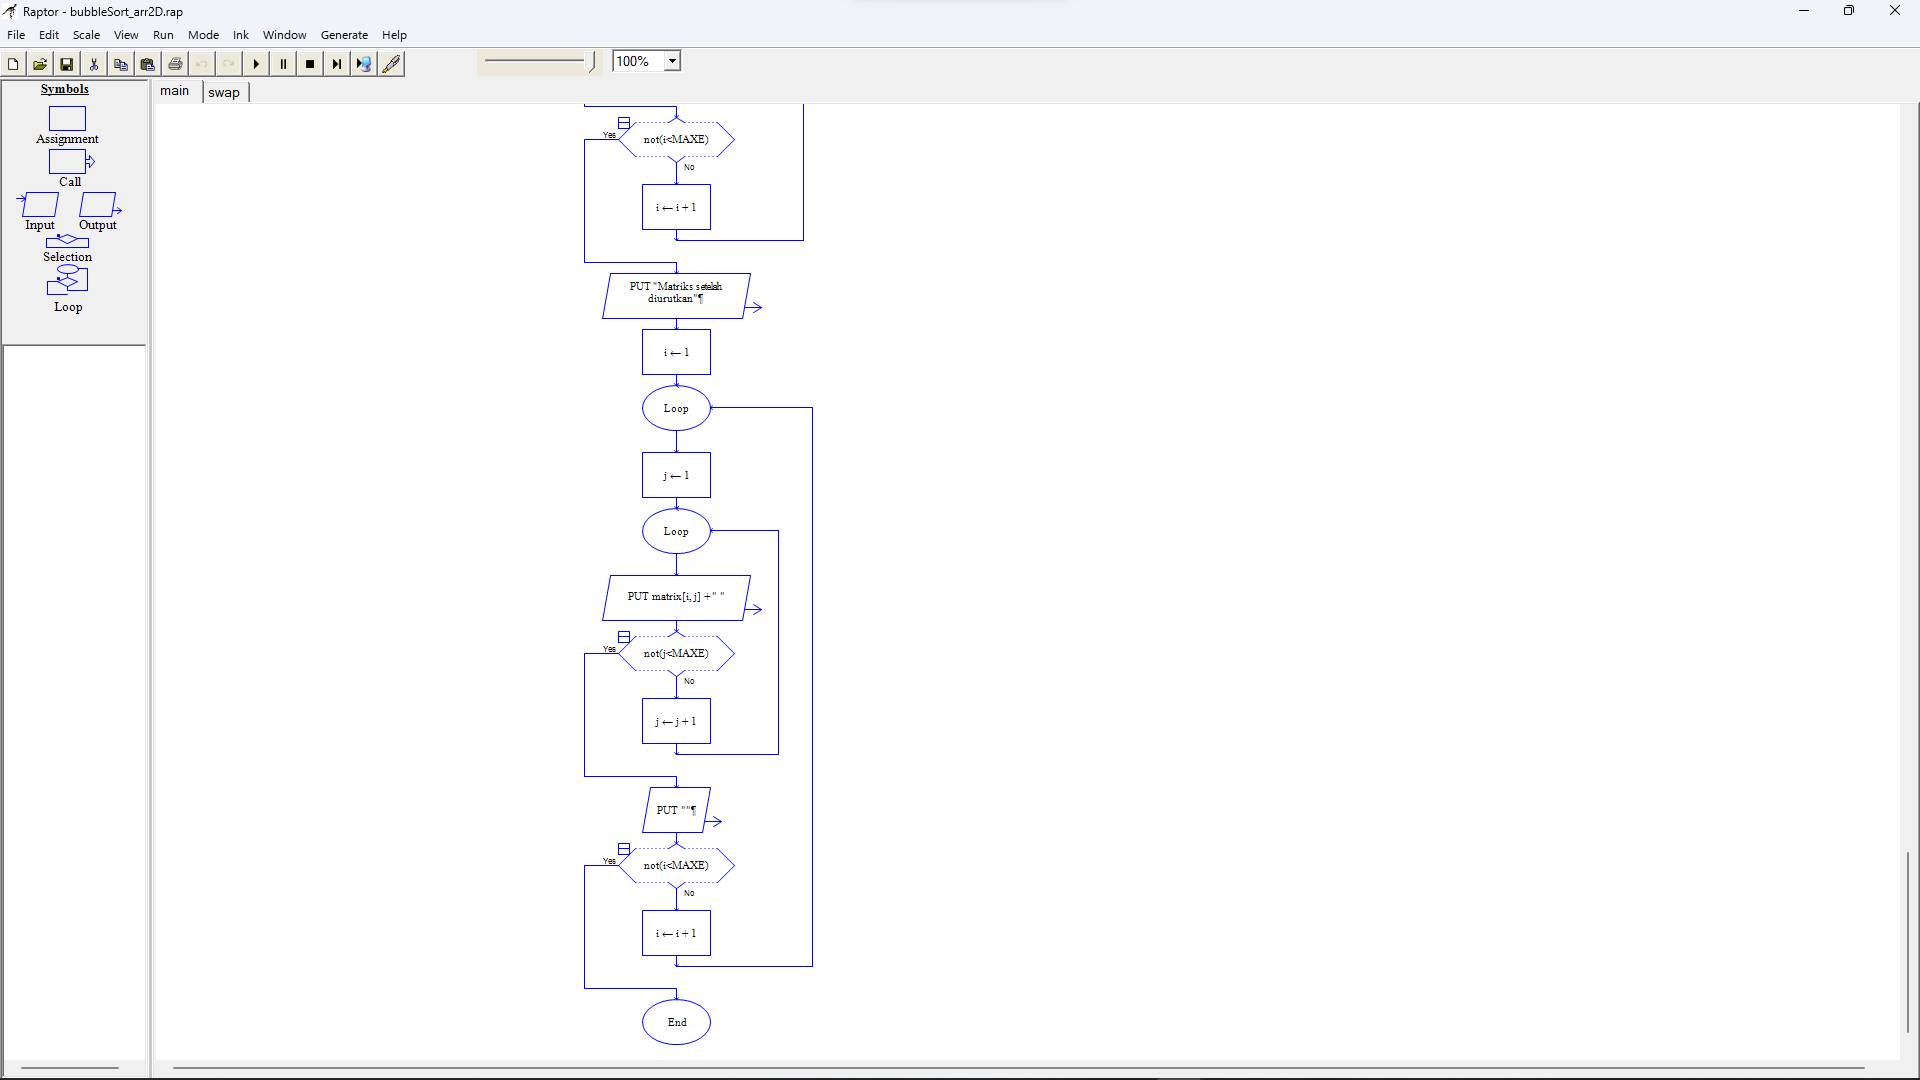 Raptor - bubbleSort_arr2D.rap
File Edit Scale View Run Mode Ink Window Generate Help
100%
Symbols
Assignment
Call
Input Output
Selection
Loop
main swap
Yes
not(i<MAXE)
No
i ← i + 1
PUT "Matriks setelah
diurutkan"¶
i ← 1
Loop
j ← 1
Loop
PUT matrix[i, j] + " "
Yes
not(j<MAXE)
No
j ← j + 1
PUT ""¶
Yes
not(i<MAXE)
No
i ← i + 1
End